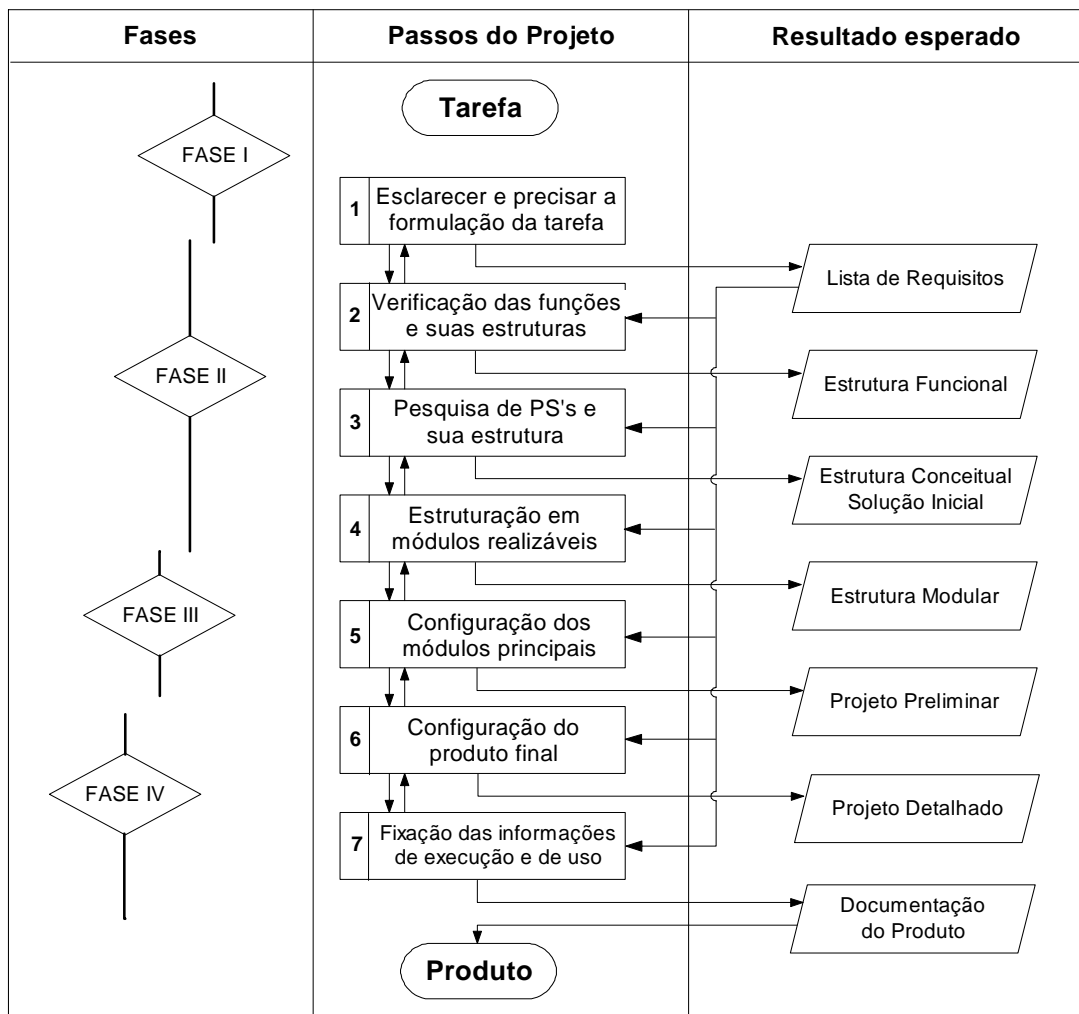 Fases
Passos do Projeto
Resultado esperado
Tarefa
FASE I
1
Esclarecer e precisar a
formulação da tarefa
Lista de Requisitos
2
Verificação das funções
e suas estruturas
FASE II
Estrutura Funcional
3
Pesquisa de PS's e
sua estrutura
Estrutura Conceitual
Solução Inicial
4
Estruturação em
módulos realizáveis
Estrutura Modular
FASE III
5
Configuração dos
módulos principais
Projeto Preliminar
6
Configuração do
produto final
FASE IV
Projeto Detalhado
7
Fixação das informações
de execução e de uso
Documentação
do Produto
Produto